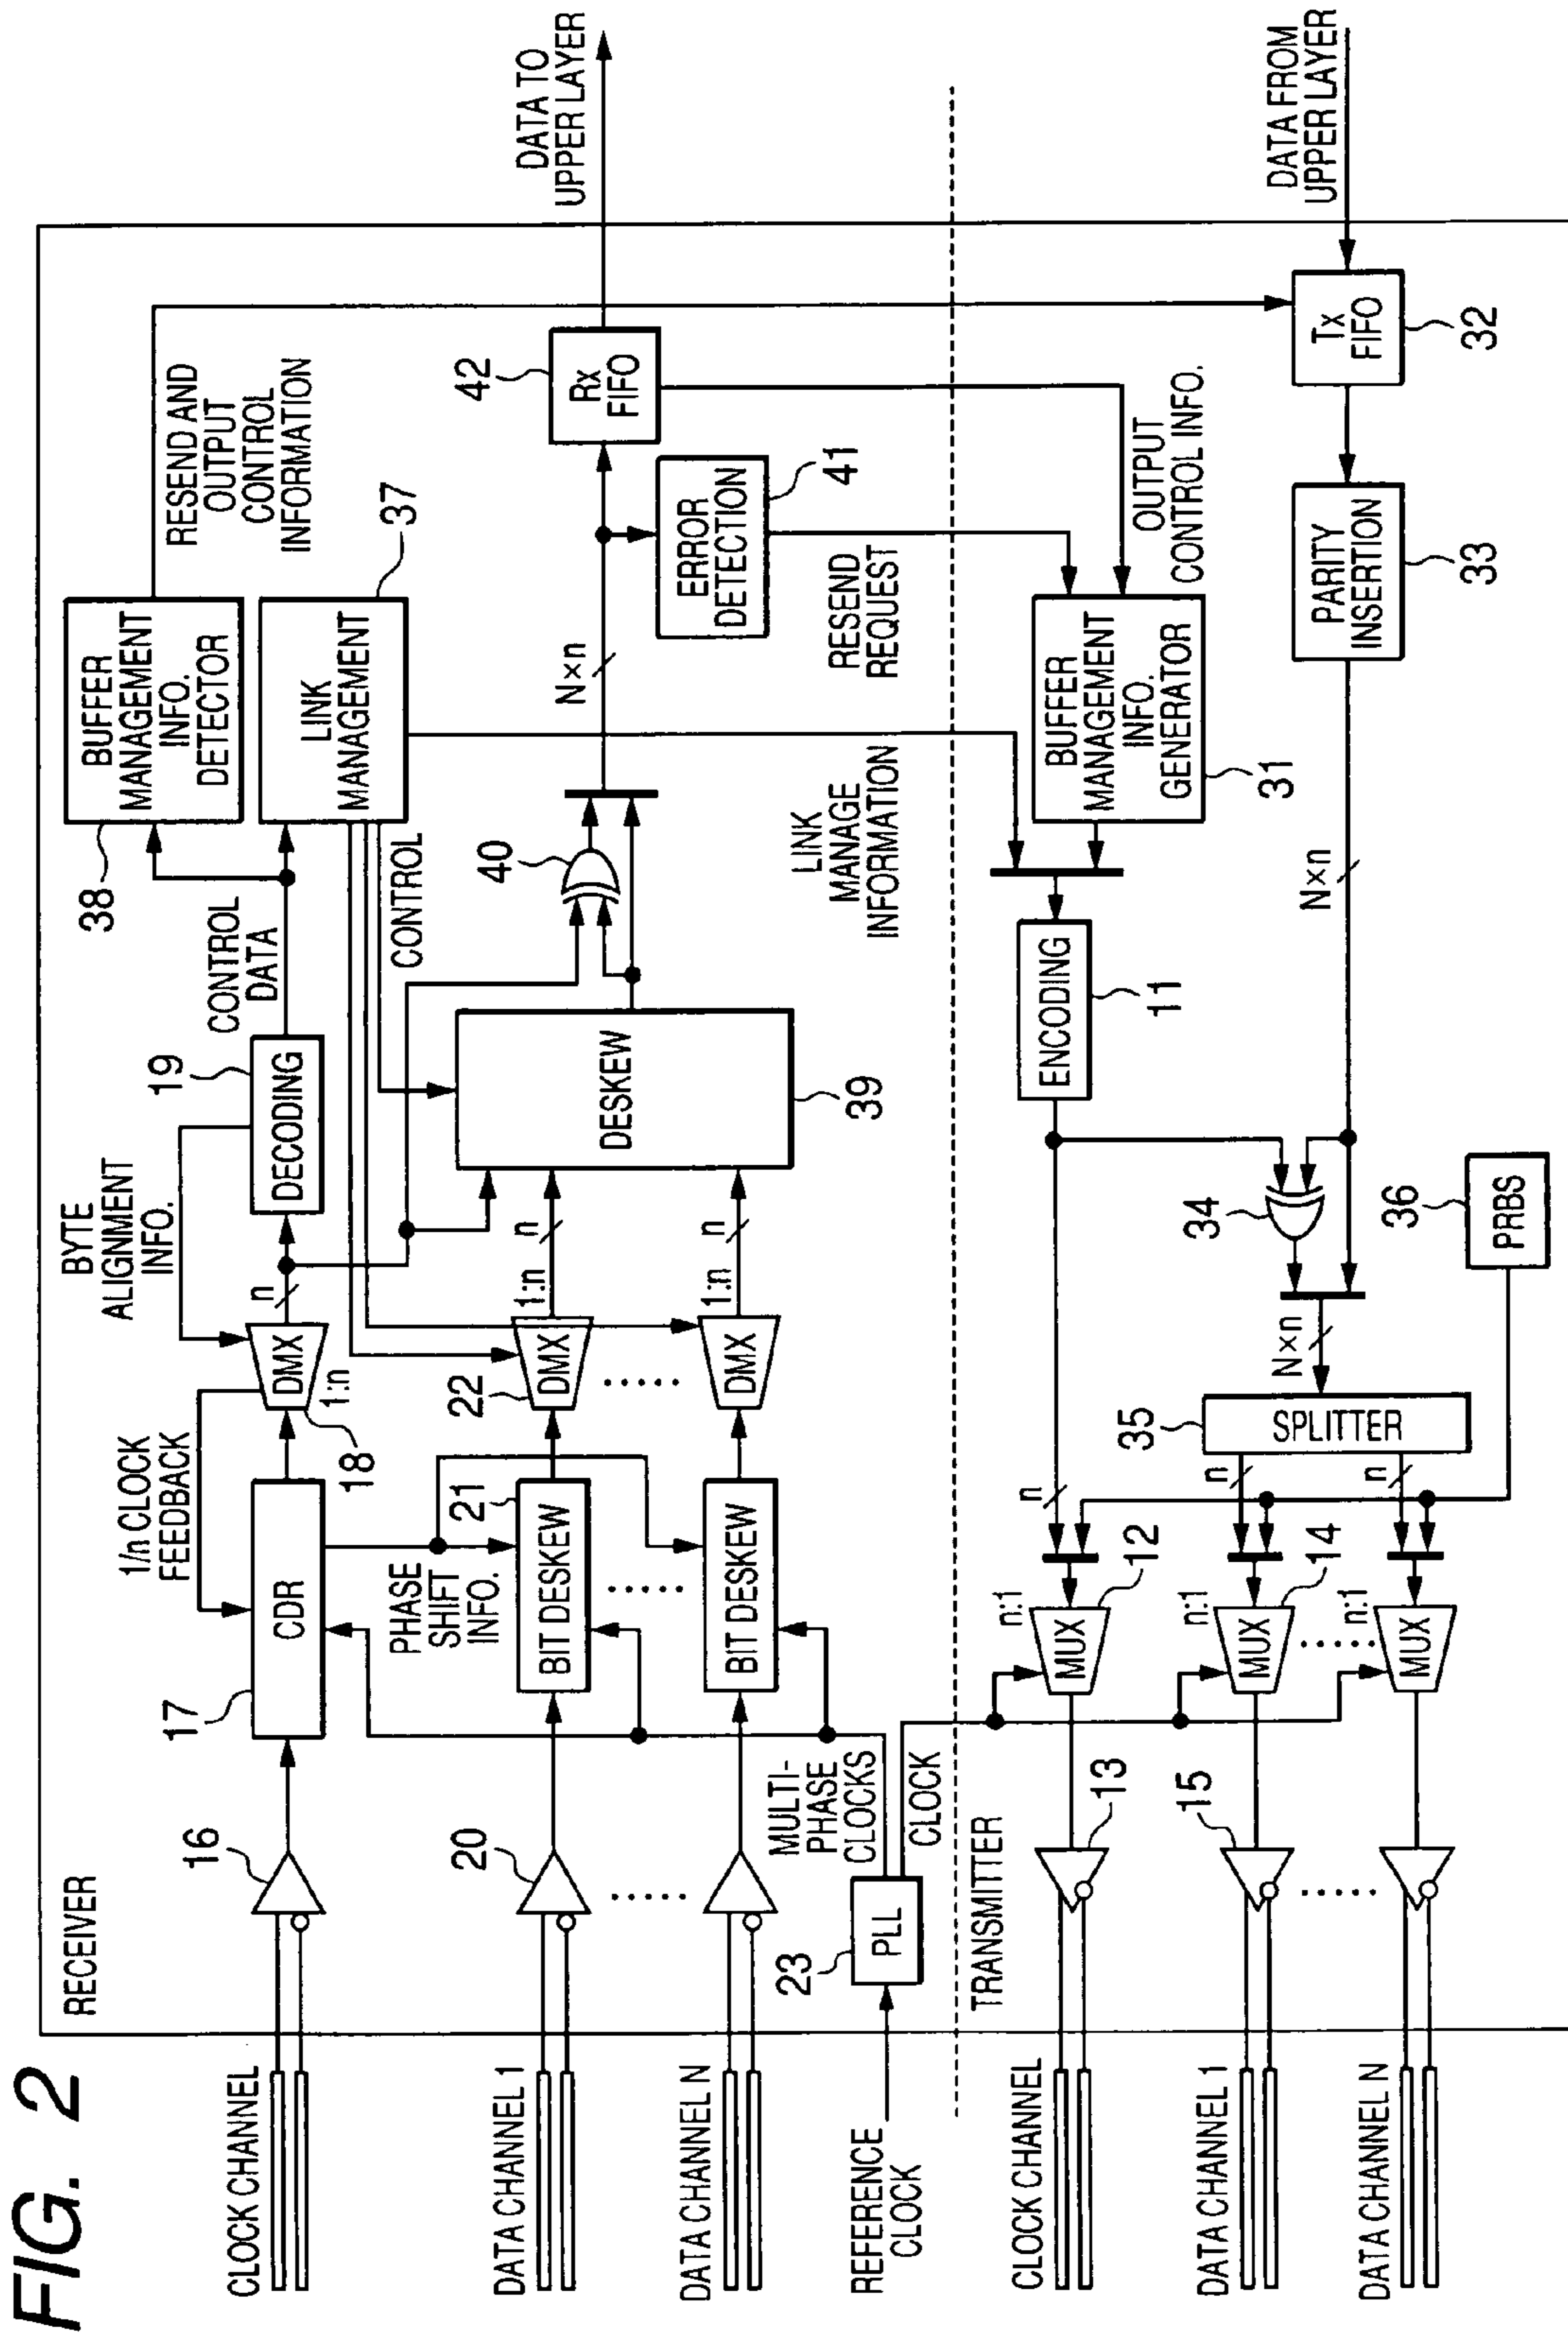 FIG. 2
RECEIVER
CLOCK CHANNEL
16
17
CDR
1/n CLOCK
FEEDBACK
18
DMX
1:n
n
BYTE
ALIGNMENT
INFO.
19
DECODING
CONTROL
DATA
38
BUFFER
MANAGEMENT
INFO.
DETECTOR
LINK
MANAGEMENT
37
RESEND AND
OUTPUT
CONTROL
INFORMATION
CONTROL
DATA CHANNEL 1
20
PHASE
SHIFT
INFO.
21
BIT DESKEW
22
DMX
1:n
n
DESKEW
39
40
N×n
42
Rx
FIFO
DATA TO
UPPER LAYER
ERROR
DETECTION
41
RESEND
REQUEST
DATA CHANNEL N
BIT DESKEW
DMX
1:n
n
MULTI-
PHASE
CLOCKS
CLOCK
REFERENCE
CLOCK
23
PLL
LINK
MANAGE
INFORMATION
TRANSMITTER
CLOCK CHANNEL
13
MUX
12
n:1
n
ENCODING
11
BUFFER
MANAGEMENT
INFO.
GENERATOR
31
OUTPUT
CONTROL INFO.
DATA CHANNEL 1
15
MUX
14
n:1
n
35
SPLITTER
N×n
34
N×n
PARITY
INSERTION
33
Tx
FIFO
32
DATA FROM
UPPER LAYER
DATA CHANNEL N
MUX
n:1
n
36
PRBS